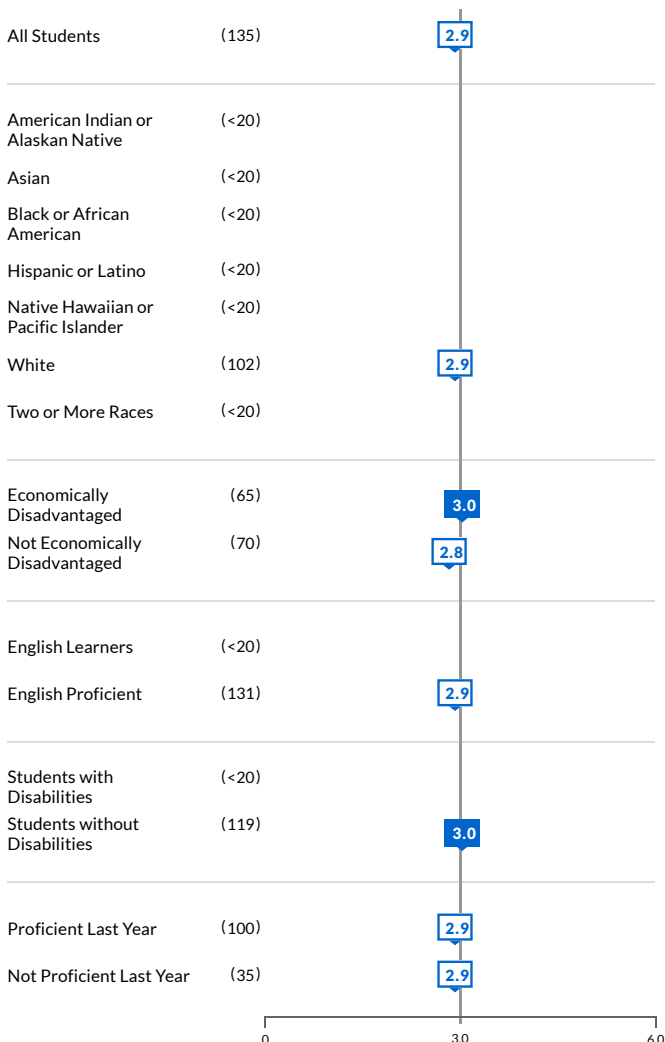 All Students (135) 2.9
American Indian or (<20)
Alaskan Native
Asian (<20)
Black or African (<20)
American
Hispanic or Latino (<20)
Native Hawaiian or (<20)
Pacific Islander
White (102) 2.9
Two or More Races (<20)
Economically (65) 3.0
Disadvantaged
Not Economically (70) 2.8
Disadvantaged
English Learners (<20)
English Proficient (131) 2.9
Students with (<20)
Disabilities
Students without (119) 3.0
Disabilities
Proficient Last Year (100) 2.9
Not Proficient Last Year (35) 2.9
0 3.0 6.0